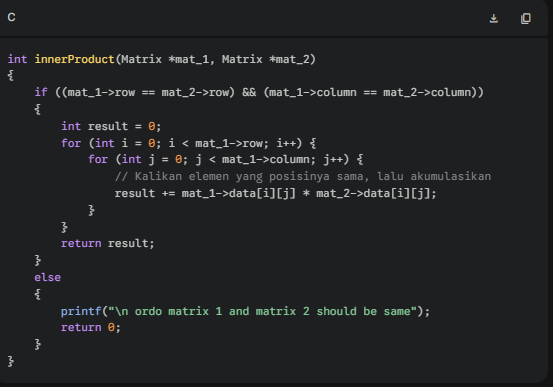 C
int innerProduct(Matrix *mat_1, Matrix *mat_2)
{
    if ((mat_1->row == mat_2->row) && (mat_1->column == mat_2->column))
    {
        int result = 0;
        for (int i = 0; i < mat_1->row; i++) {
            for (int j = 0; j < mat_1->column; j++) {
                // Kalikan elemen yang posisinya sama, lalu akumulasikan
                result += mat_1->data[i][j] * mat_2->data[i][j];
            }
        }
        return result;
    }
    else
    {
        printf("\n ordo matrix 1 and matrix 2 should be same");
        return 0;
    }
}